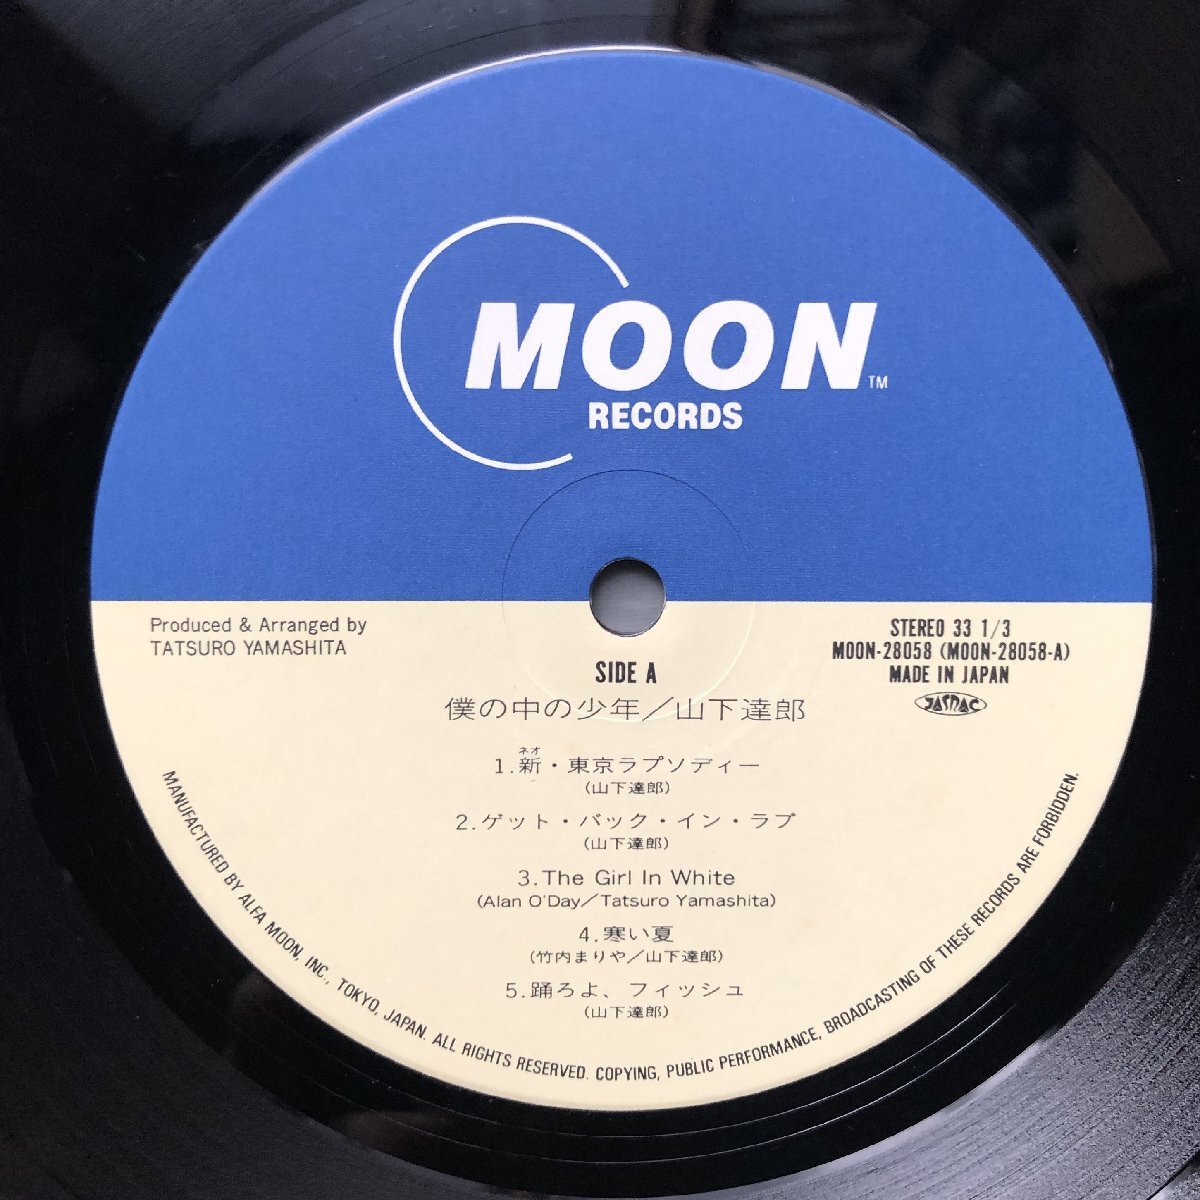 MOON TM
RECORDS
Produced & Arranged by
TATSURO YAMASHITA
STEREO 33 1/3
MOON-28058 (MOON-28058-A)
MADE IN JAPAN
JASRAC
SIDE A
僕の中の少年／山下達郎
ネオ
1.新・東京ラプソディー
(山下達郎)
2.ゲット・バック・イン・ラブ
(山下達郎)
3.The Girl In White
(Alan O'Day／Tatsuro Yamashita)
4.寒い夏
(竹内まりや／山下達郎)
5.踊ろよ、フィッシュ
(山下達郎)
MANUFACTURED BY ALFA MOON, INC., TOKYO, JAPAN. ALL RIGHTS RESERVED. COPYING, PUBLIC PERFORMANCE, BROADCASTING OF THESE RECORDS ARE FORBIDDEN.